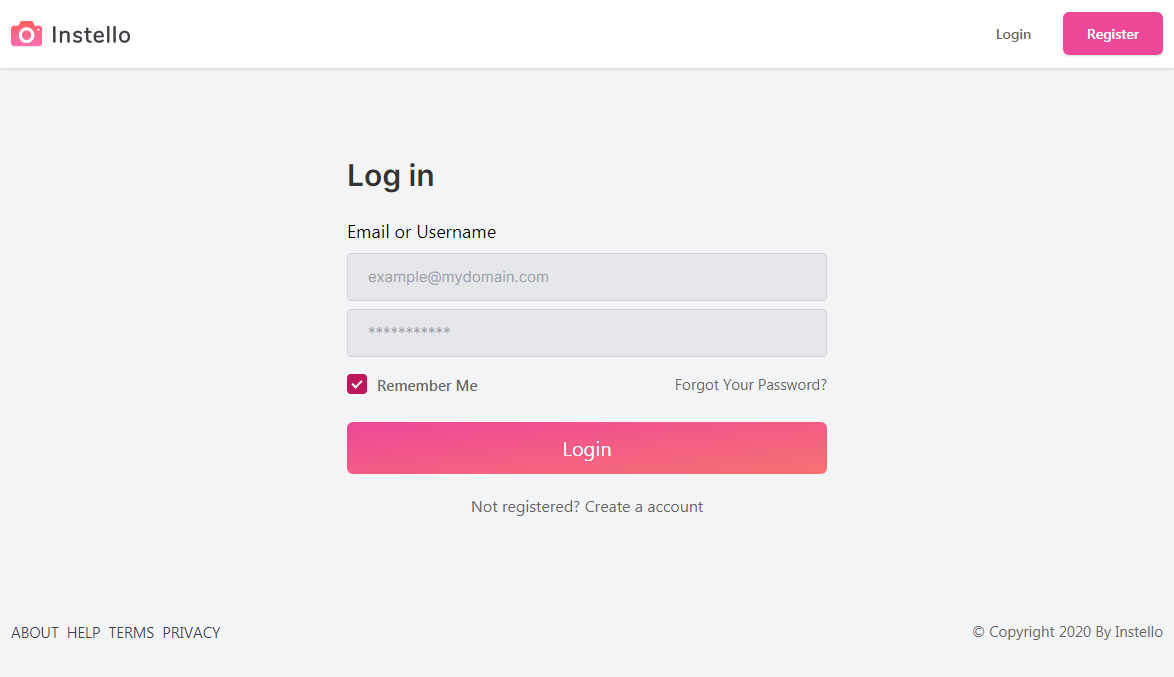 Instello
Login
Register
Log in
Email or Username
example@mydomain.com
***********
Remember Me
Forgot Your Password?
Login
Not registered? Create a account
ABOUT HELP TERMS PRIVACY
© Copyright 2020 By Instello